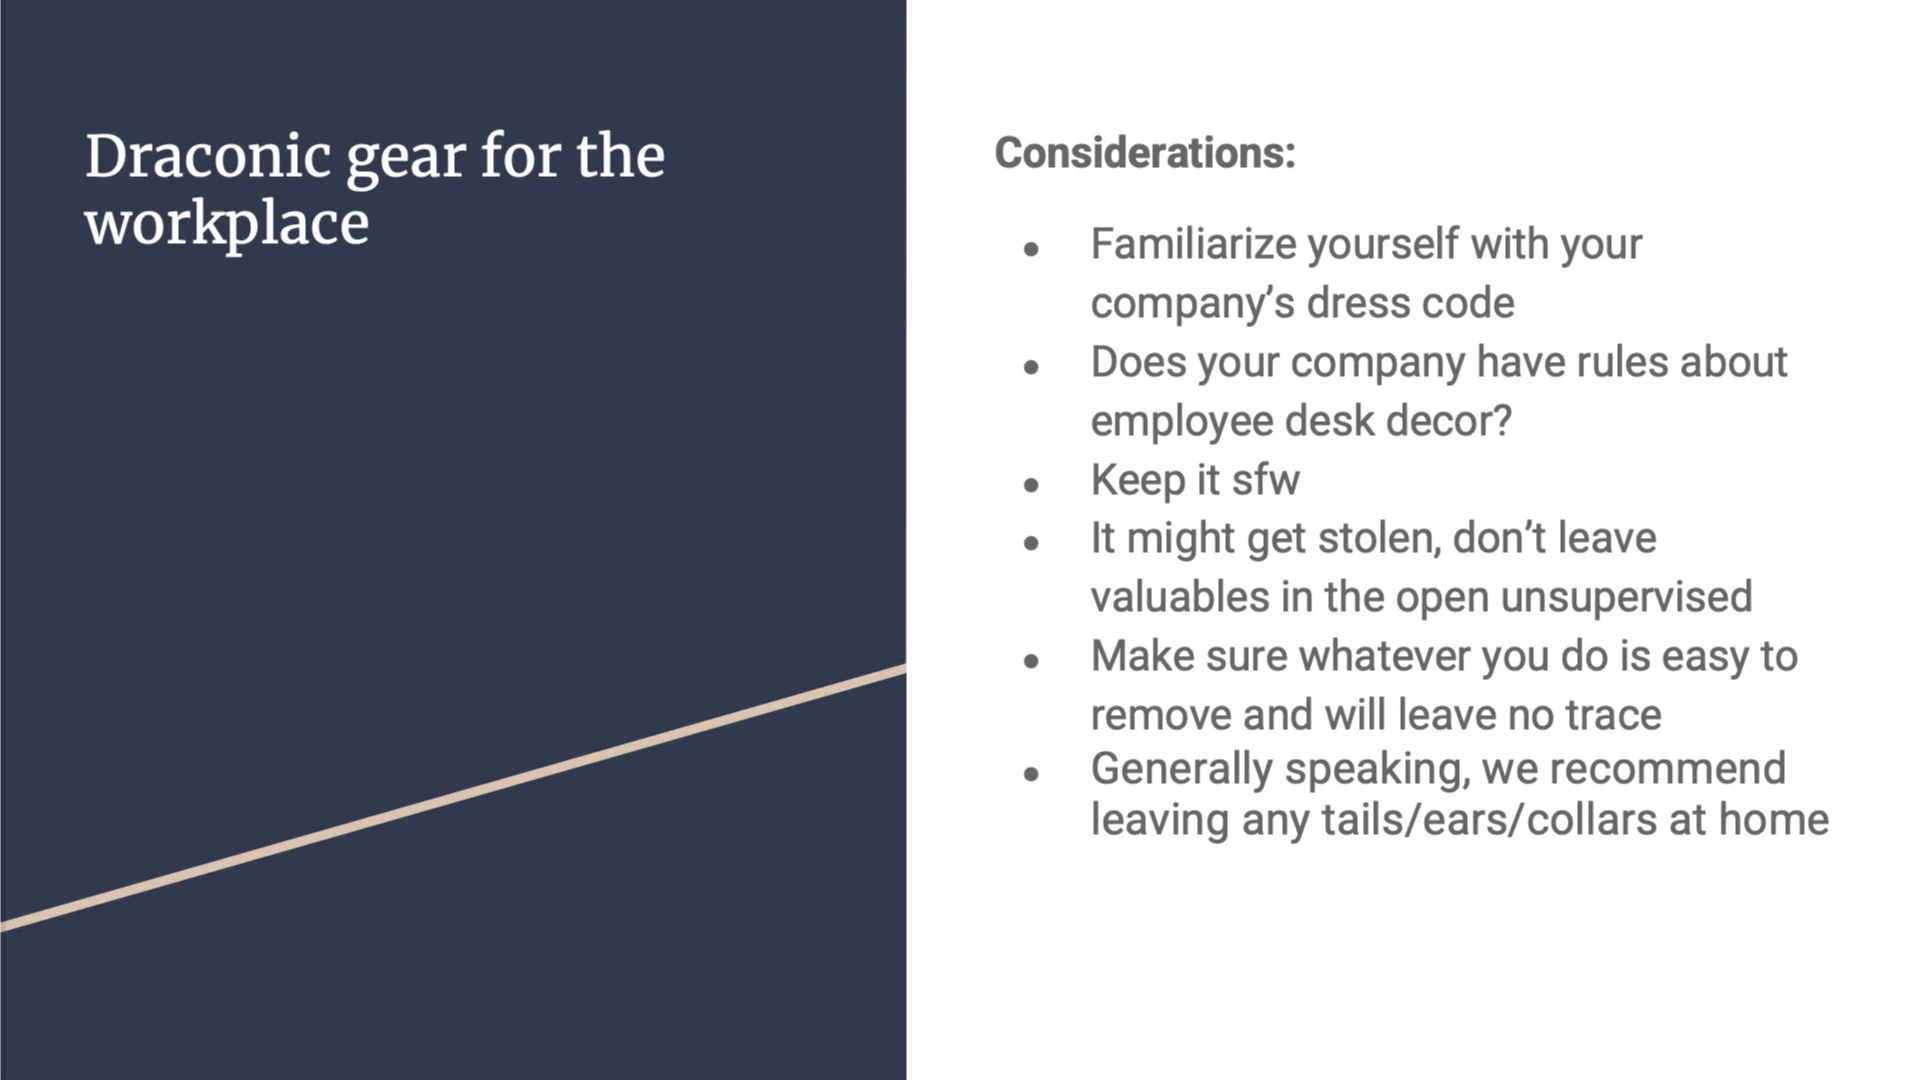 Draconic gear for the
workplace
Considerations:
● Familiarize yourself with your
company’s dress code
● Does your company have rules about
employee desk decor?
● Keep it sfw
● It might get stolen, don’t leave
valuables in the open unsupervised
● Make sure whatever you do is easy to
remove and will leave no trace
● Generally speaking, we recommend
leaving any tails/ears/collars at home